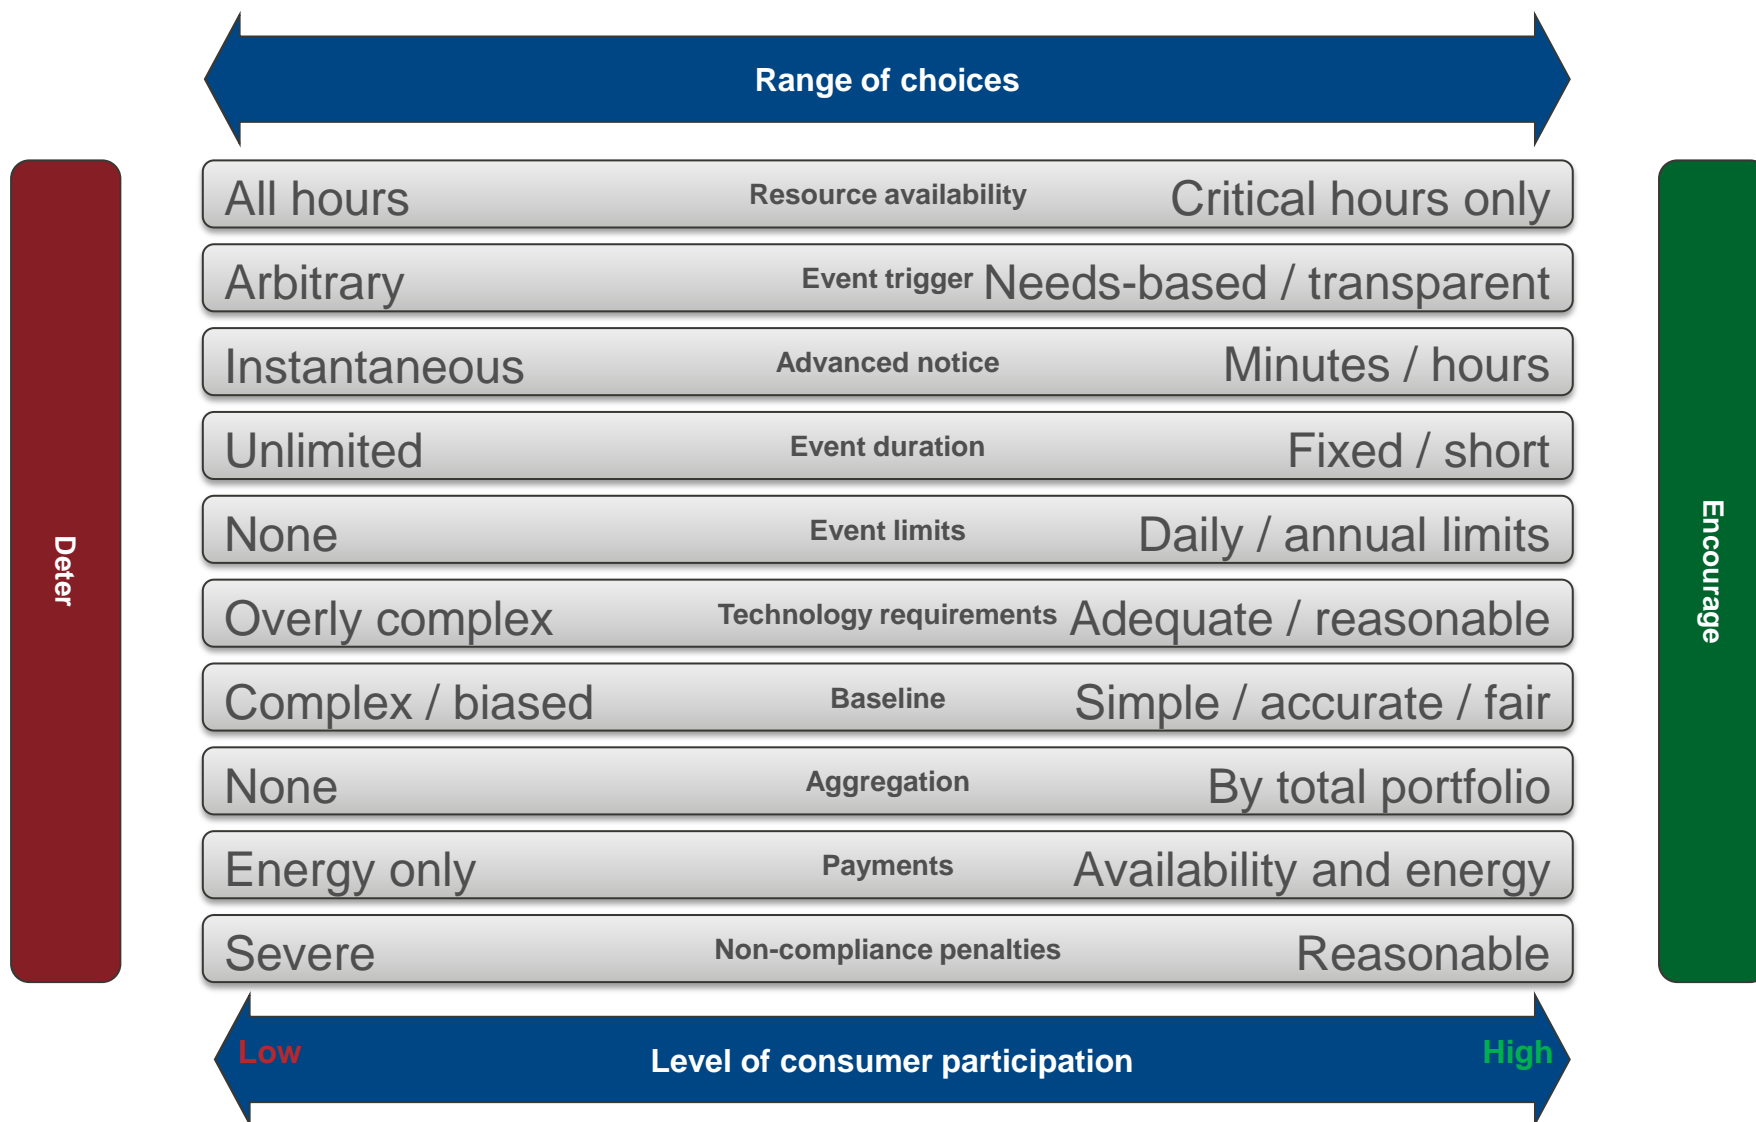 Range of choices
All hours Resource availability Critical hours only
Arbitrary Event trigger Needs-based / transparent
Instantaneous Advanced notice Minutes / hours
Unlimited Event duration Fixed / short
None Event limits Daily / annual limits
Overly complex Technology requirements Adequate / reasonable
Complex / biased Baseline Simple / accurate / fair
None Aggregation By total portfolio
Energy only Payments Availability and energy
Severe Non-compliance penalties Reasonable
Deter
Encourage
Low Level of consumer participation High